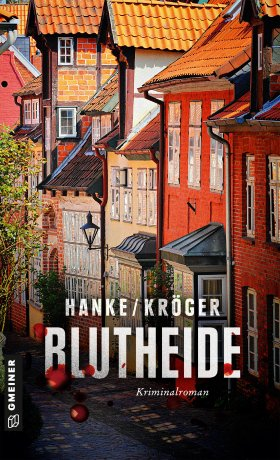 HANKE/KRÖGER
BLUTHEIDE
Kriminalroman
GMEINER